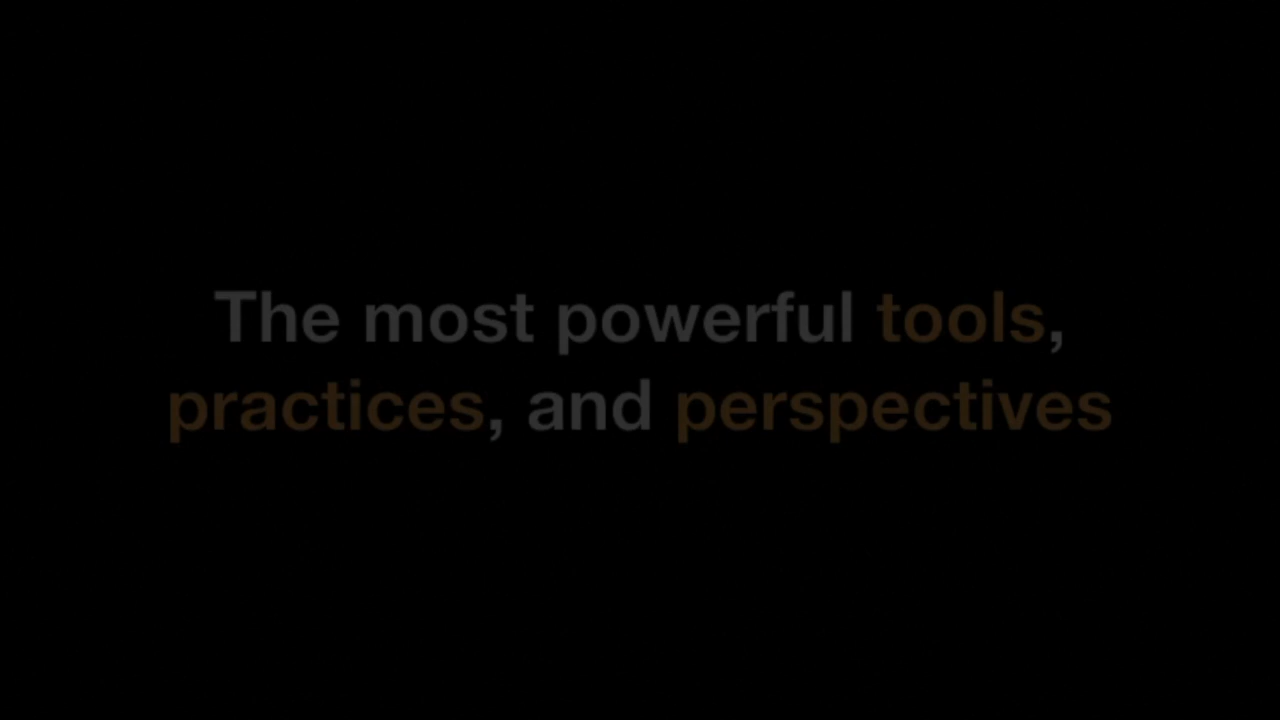 The most powerful tools,
practices, and perspectives